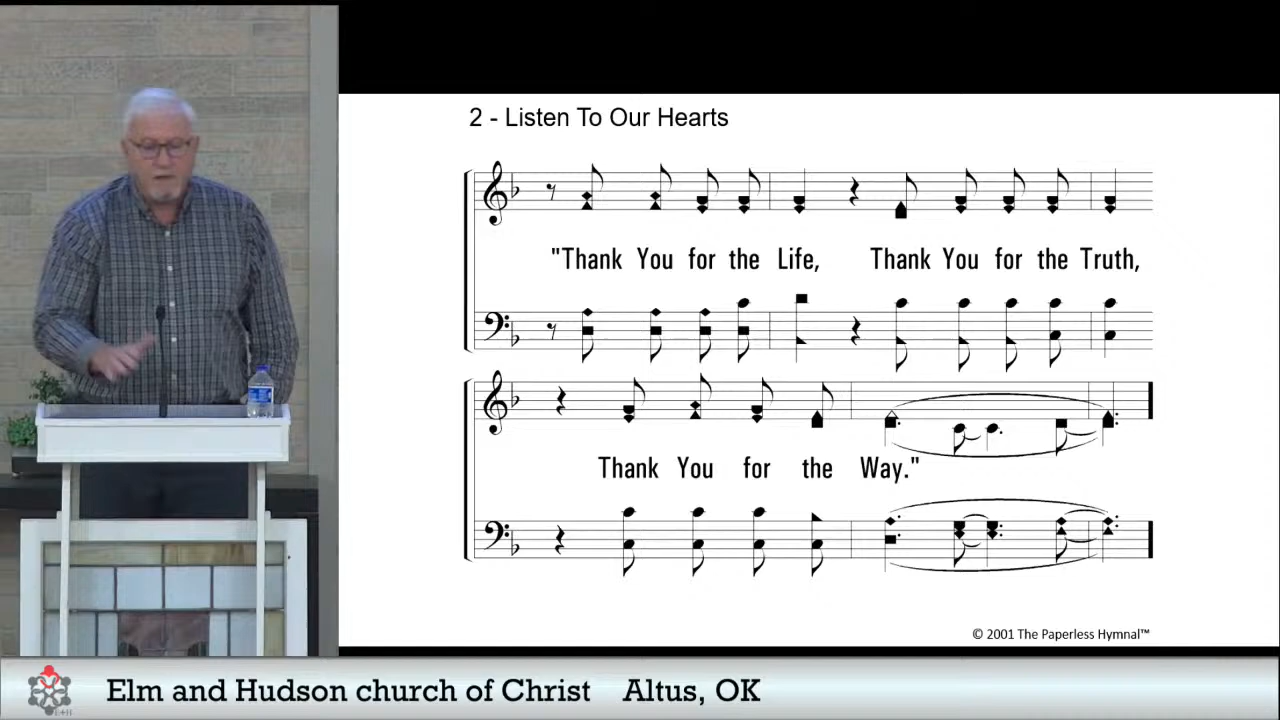 2 - Listen To Our Hearts
"Thank You for the Life, Thank You for the Truth,
Thank You for the Way."
© 2001 The Paperless Hymnal™
Elm and Hudson church of Christ Altus, OK
E+H